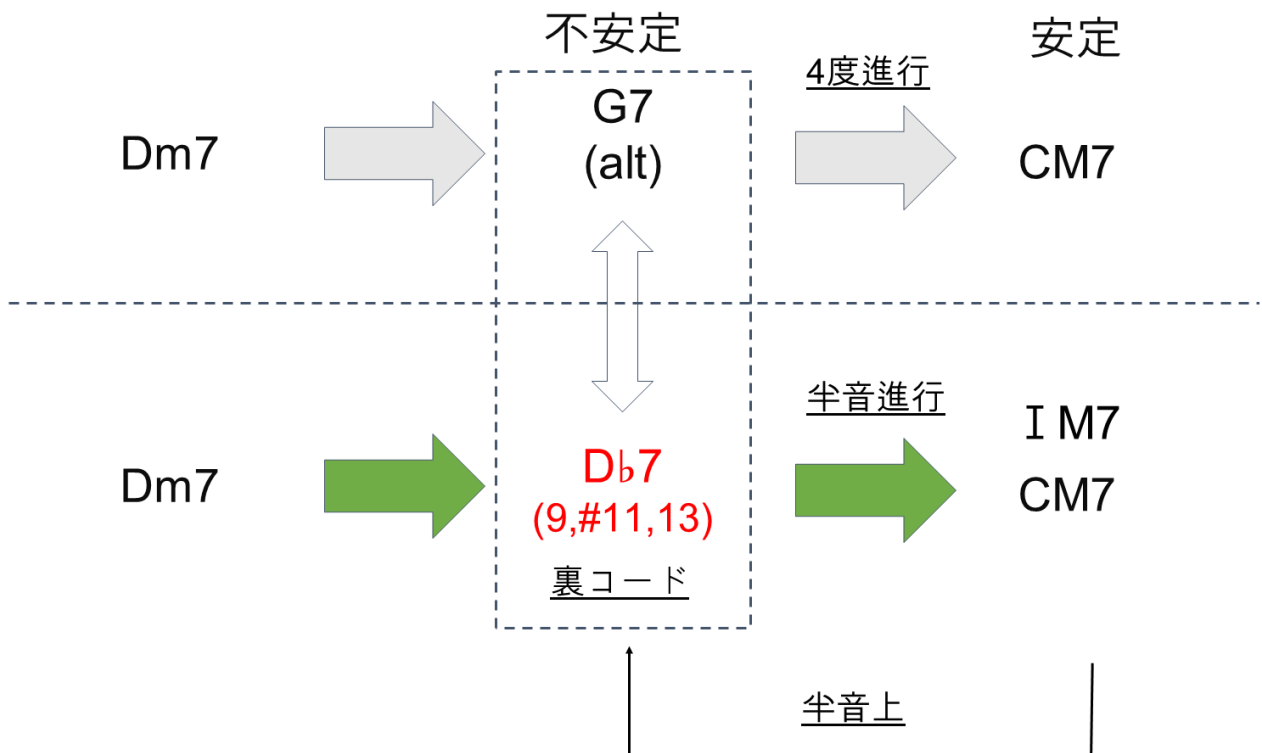 不安定
安定
4度進行
Dm7
G7
(alt)
CM7
半音進行
Dm7
D♭7
(9,#11,13)
裏コード
Ⅰ M7
CM7
半音上